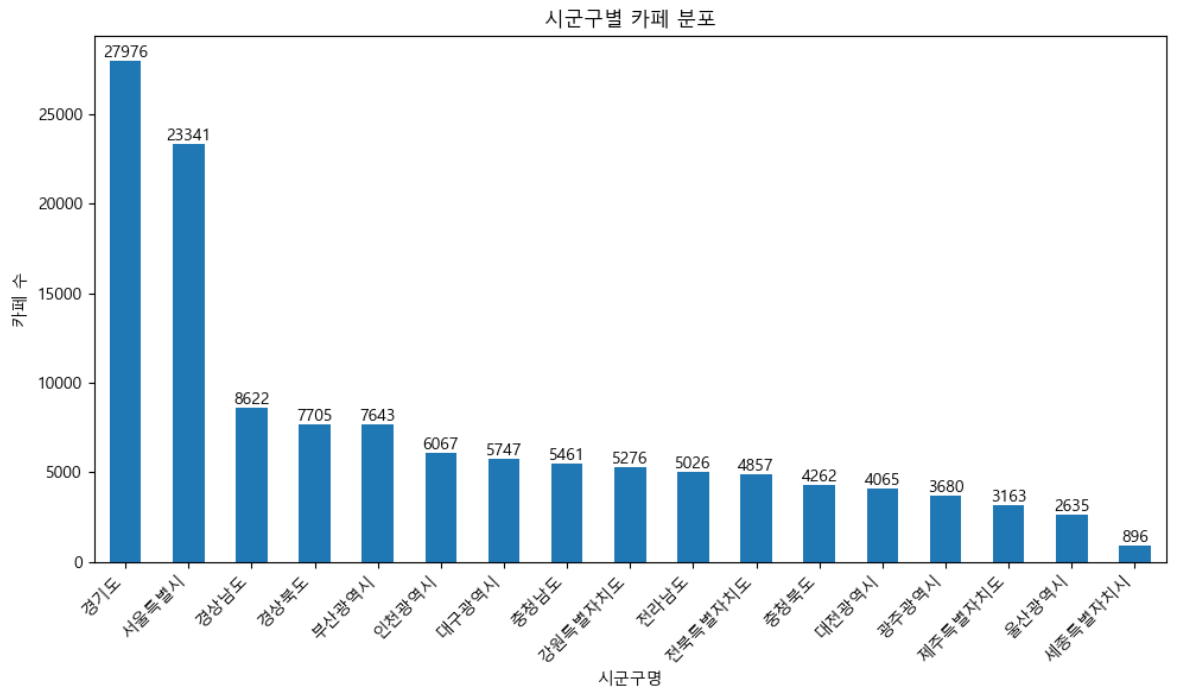 시군구별 카페 분포
카페 수
25000
20000
15000
10000
5000
0
27976
23341
8622
7705
7643
6067
5747
5461
5276
5026
4857
4262
4065
3680
3163
2635
896
경기도
서울특별시
경상남도
경상북도
부산광역시
인천광역시
대구광역시
충청남도
강원특별자치도
전라남도
전북특별자치도
충청북도
대전광역시
광주광역시
제주특별자치도
울산광역시
세종특별자치시
시군구명